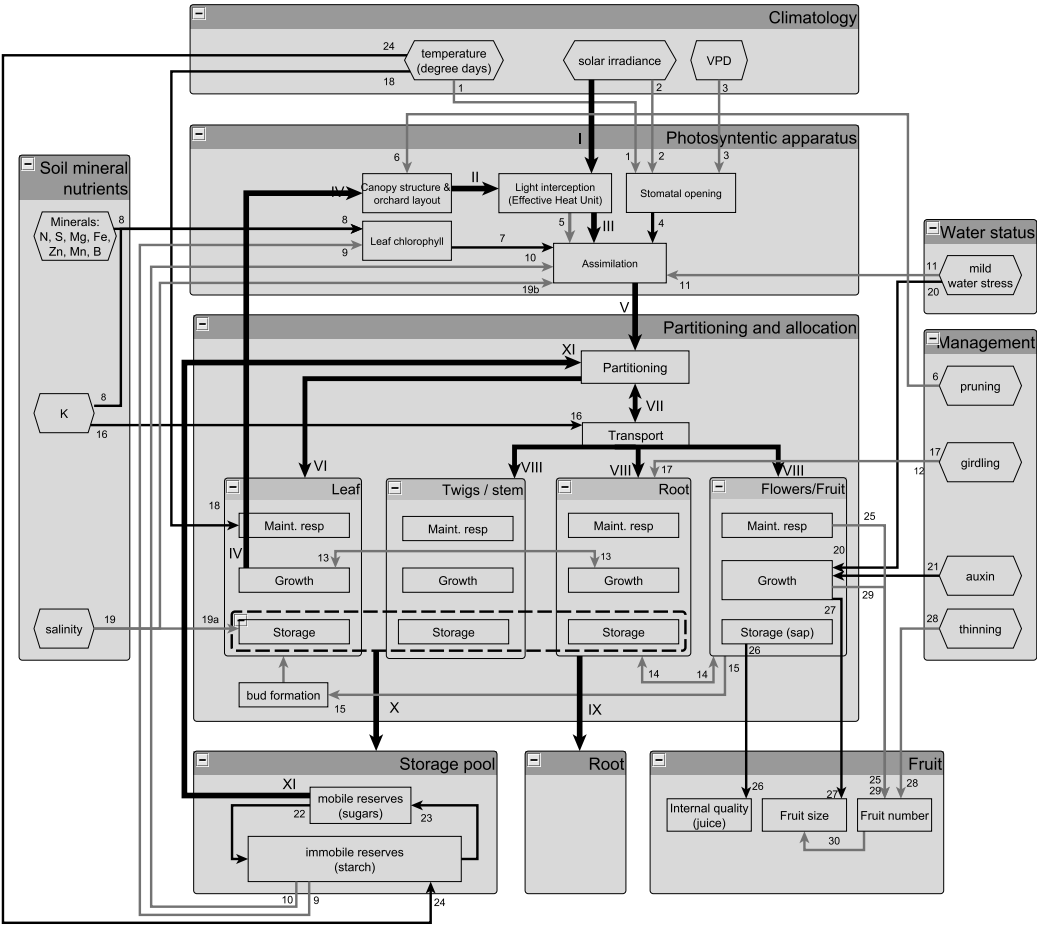 Climatology
24
temperature
(degree days)
solar irradiance
VPD
18
1
2
3
Photosyntentic apparatus
I
6
1
2
3
Soil mineral
nutrients
II
IV
Canopy structure &
orchard layout
Light interception
(Effective Heat Unit)
Stomatal opening
Minerals:
N, S, Mg, Fe,
Zn, Mn, B
8
8
5
III
4
Leaf chlorophyll
7
9
10
Assimilation
19b
11
Water status
11
mild
water stress
20
V
Partitioning and allocation
Management
XI
Partitioning
6
pruning
VII
K
8
16
16
Transport
VI
VIII
VIII
17
VIII
12
17
girdling
Leaf
Twigs / stem
Root
Flowers/Fruit
18
Maint. resp
Maint. resp
Maint. resp
Maint. resp
25
IV
13
13
20
Growth
Growth
Growth
Growth
21
auxin
29
27
salinity
19
19a
Storage
Storage
Storage
Storage (sap)
28
thinning
26
14
14
15
bud formation
15
X
IX
Storage pool
Root
Fruit
XI
mobile reserves
(sugars)
22
23
26
27
25
29
28
Internal quality
(juice)
Fruit size
Fruit number
30
immobile reserves
(starch)
10
9
24